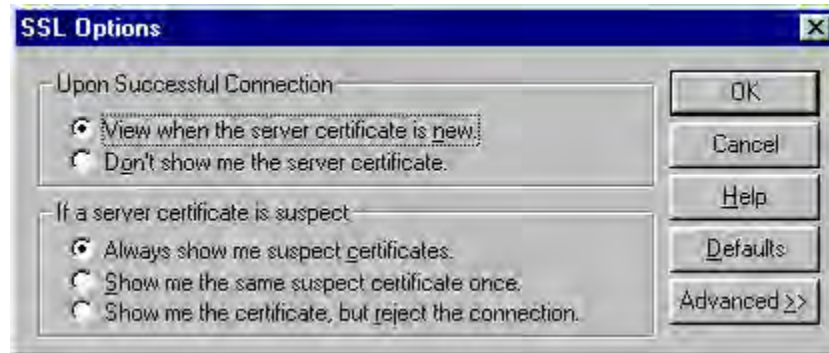 SSL Options
Upon Successful Connection
View when the server certificate is new.
Don't show me the server certificate.
If a server certificate is suspect
Always show me suspect certificates.
Show me the same suspect certificate once.
Show me the certificate, but reject the connection.
OK
Cancel
Help
Defaults
Advanced >>